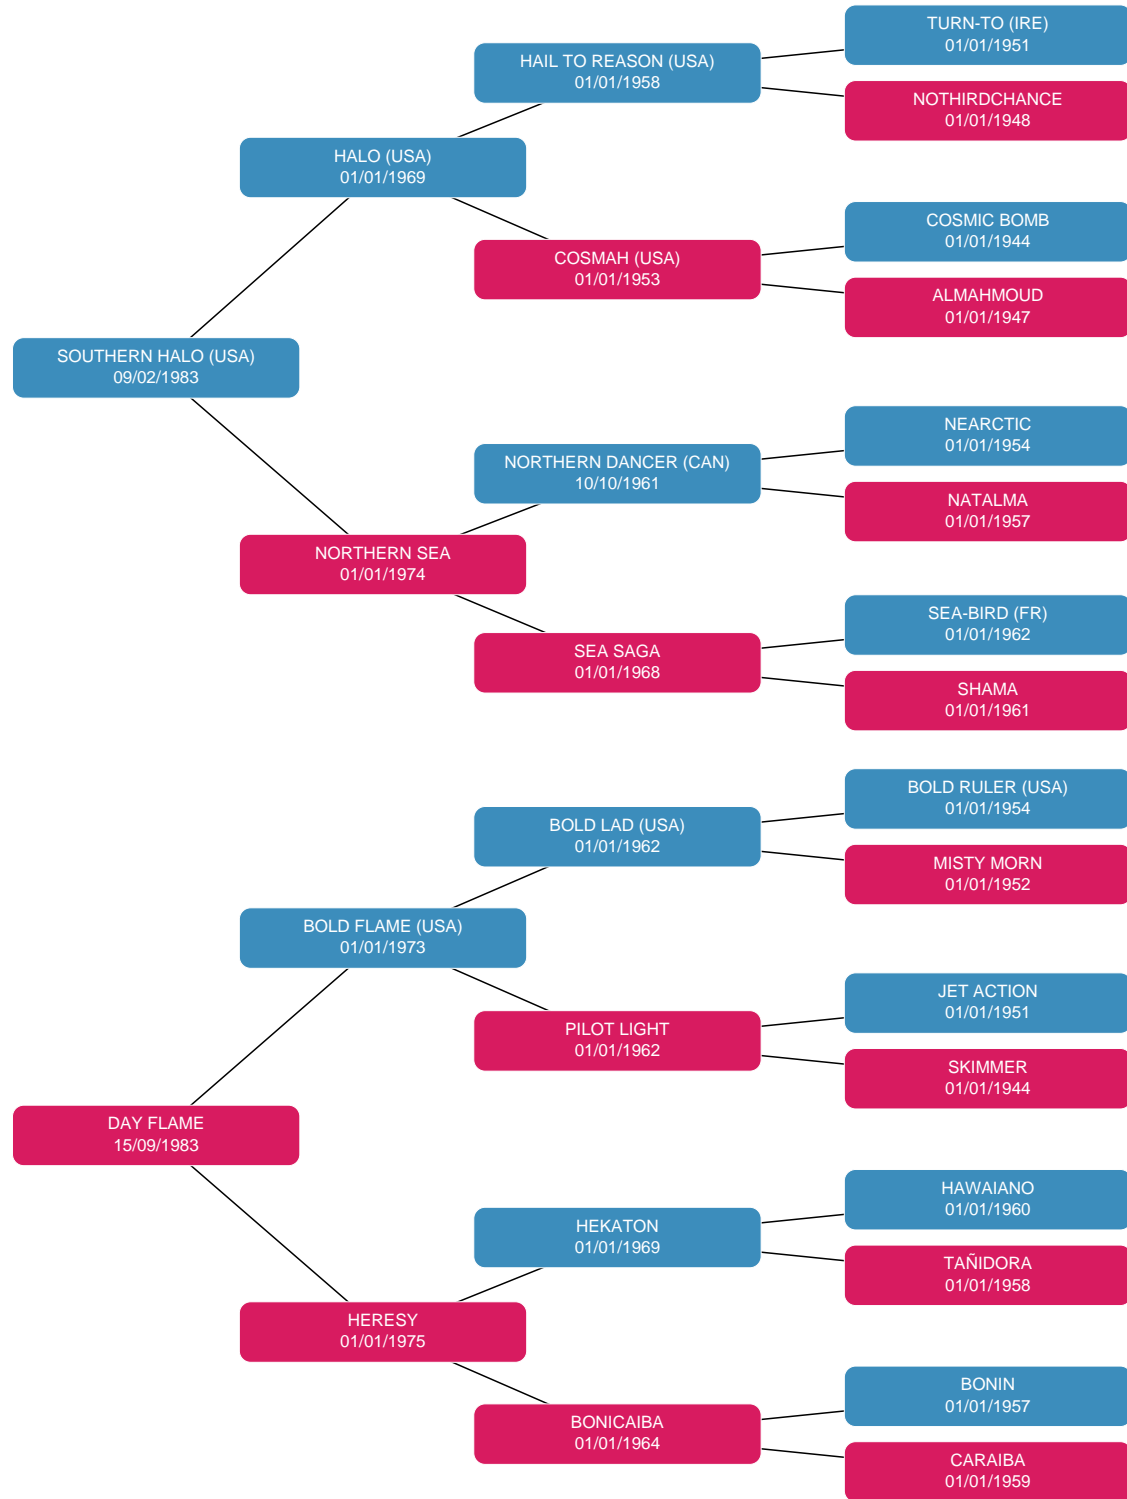 TURN-TO (IRE)
01/01/1951
HAIL TO REASON (USA)
01/01/1958
NOTHIRDCHANCE
01/01/1948
HALO (USA)
01/01/1969
COSMIC BOMB
01/01/1944
COSMAH (USA)
01/01/1953
ALMAHMOUD
01/01/1947
SOUTHERN HALO (USA)
09/02/1983
NEARCTIC
01/01/1954
NORTHERN DANCER (CAN)
10/10/1961
NATALMA
01/01/1957
NORTHERN SEA
01/01/1974
SEA-BIRD (FR)
01/01/1962
SEA SAGA
01/01/1968
SHAMA
01/01/1961
BOLD RULER (USA)
01/01/1954
BOLD LAD (USA)
01/01/1962
MISTY MORN
01/01/1952
BOLD FLAME (USA)
01/01/1973
JET ACTION
01/01/1951
PILOT LIGHT
01/01/1962
SKIMMER
01/01/1944
DAY FLAME
15/09/1983
HAWAIANO
01/01/1960
HEKATON
01/01/1969
TAÑIDORA
01/01/1958
HERESY
01/01/1975
BONIN
01/01/1957
BONICAIBA
01/01/1964
CARAIBA
01/01/1959